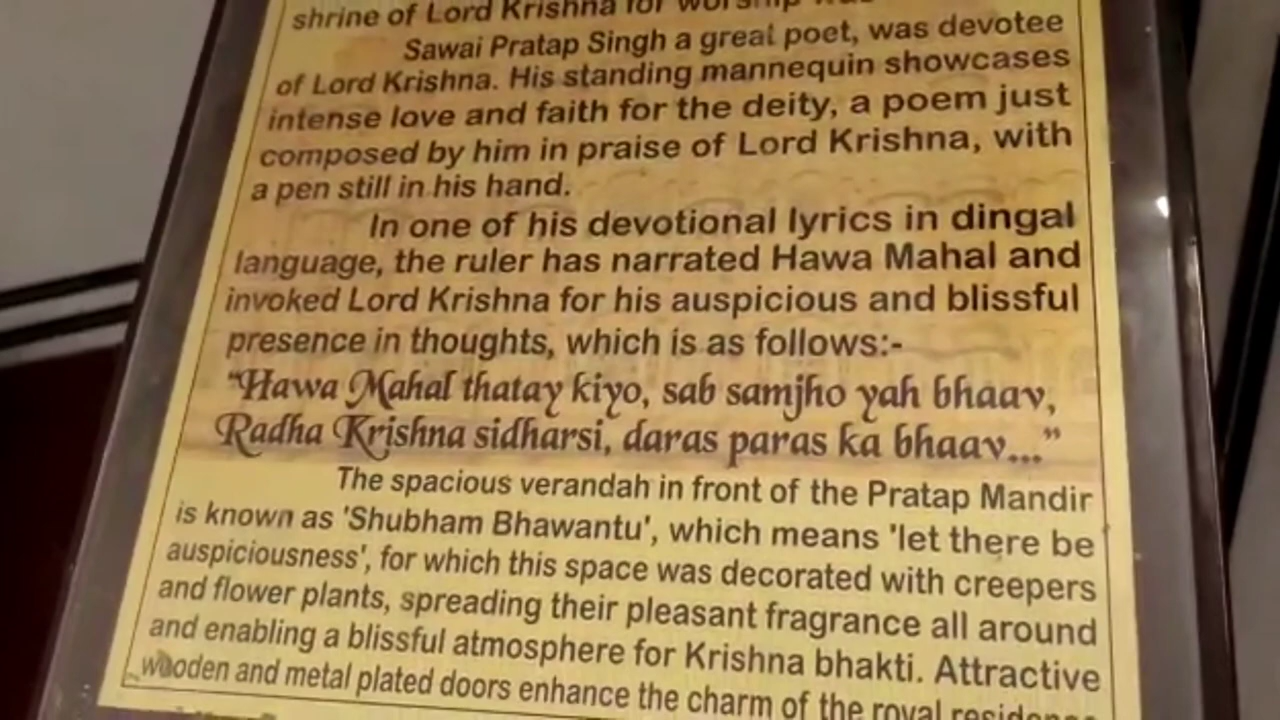 shrine of Lord Krishna for worship was
Sawai Pratap Singh a great poet, was devotee
of Lord Krishna. His standing mannequin showcases
intense love and faith for the deity, a poem just
composed by him in praise of Lord Krishna, with
a pen still in his hand.
In one of his devotional lyrics in dingal
language, the ruler has narrated Hawa Mahal and
invoked Lord Krishna for his auspicious and blissful
presence in thoughts, which is as follows:-
"Hawa Mahal thatay kiyo, sab samjho yah bhaav,
Radha Krishna sidharsi, daras paras ka bhaav..."
The spacious verandah in front of the Pratap Mandir
is known as 'Shubham Bhawantu', which means 'let there be
auspiciousness', for which this space was decorated with creepers
and flower plants, spreading their pleasant fragrance all around
and enabling a blissful atmosphere for Krishna bhakti. Attractive
wooden and metal plated doors enhance the charm of the royal